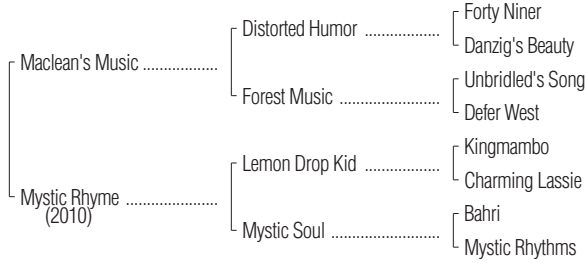 Forty Niner
Distorted Humor ..................
Danzig's Beauty
Maclean's Music ..................
Unbridled's Song
Forest Music ........................
Defer West
Kingmambo
Lemon Drop Kid ..................
Charming Lassie
Mystic Rhyme ......................
(2010)
Bahri
Mystic Soul ..........................
Mystic Rhythms